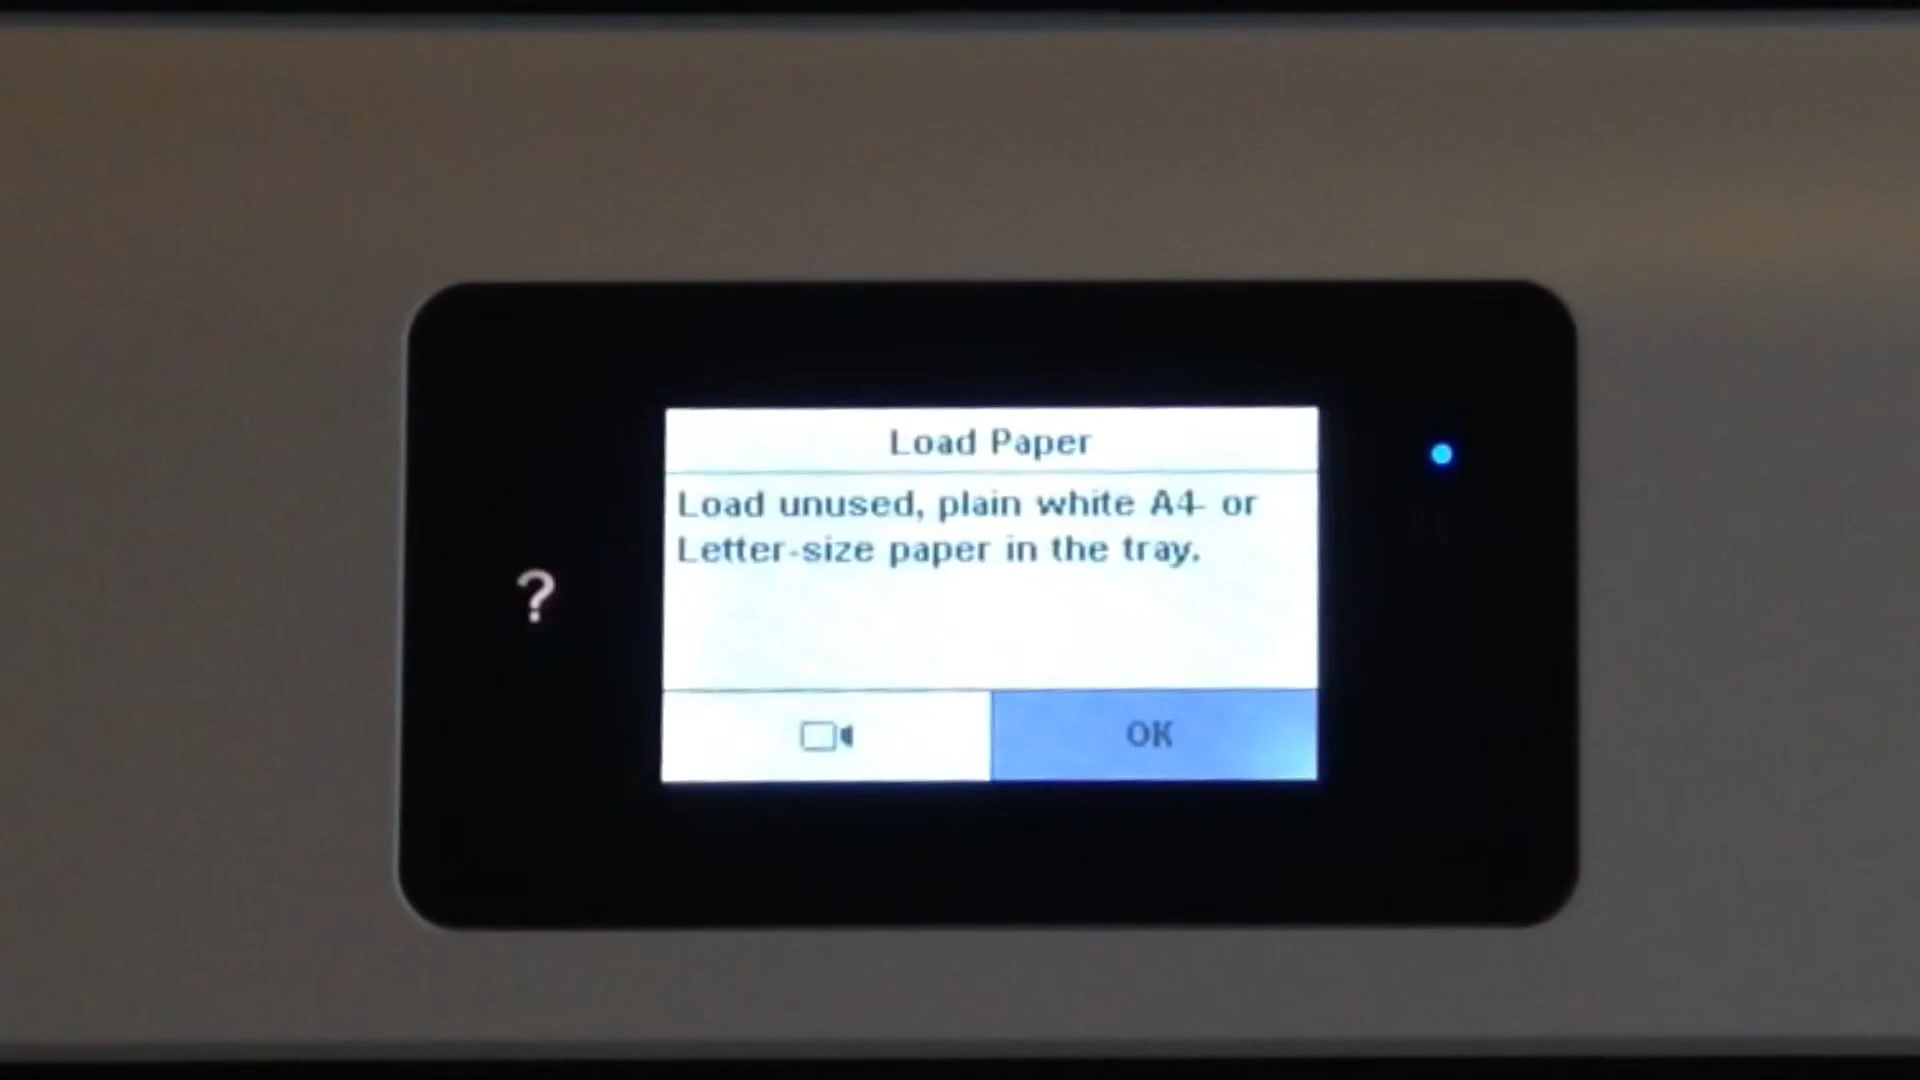 Load Paper
Load unused, plain white A4 or
Letter-size paper in the tray.
?
OK